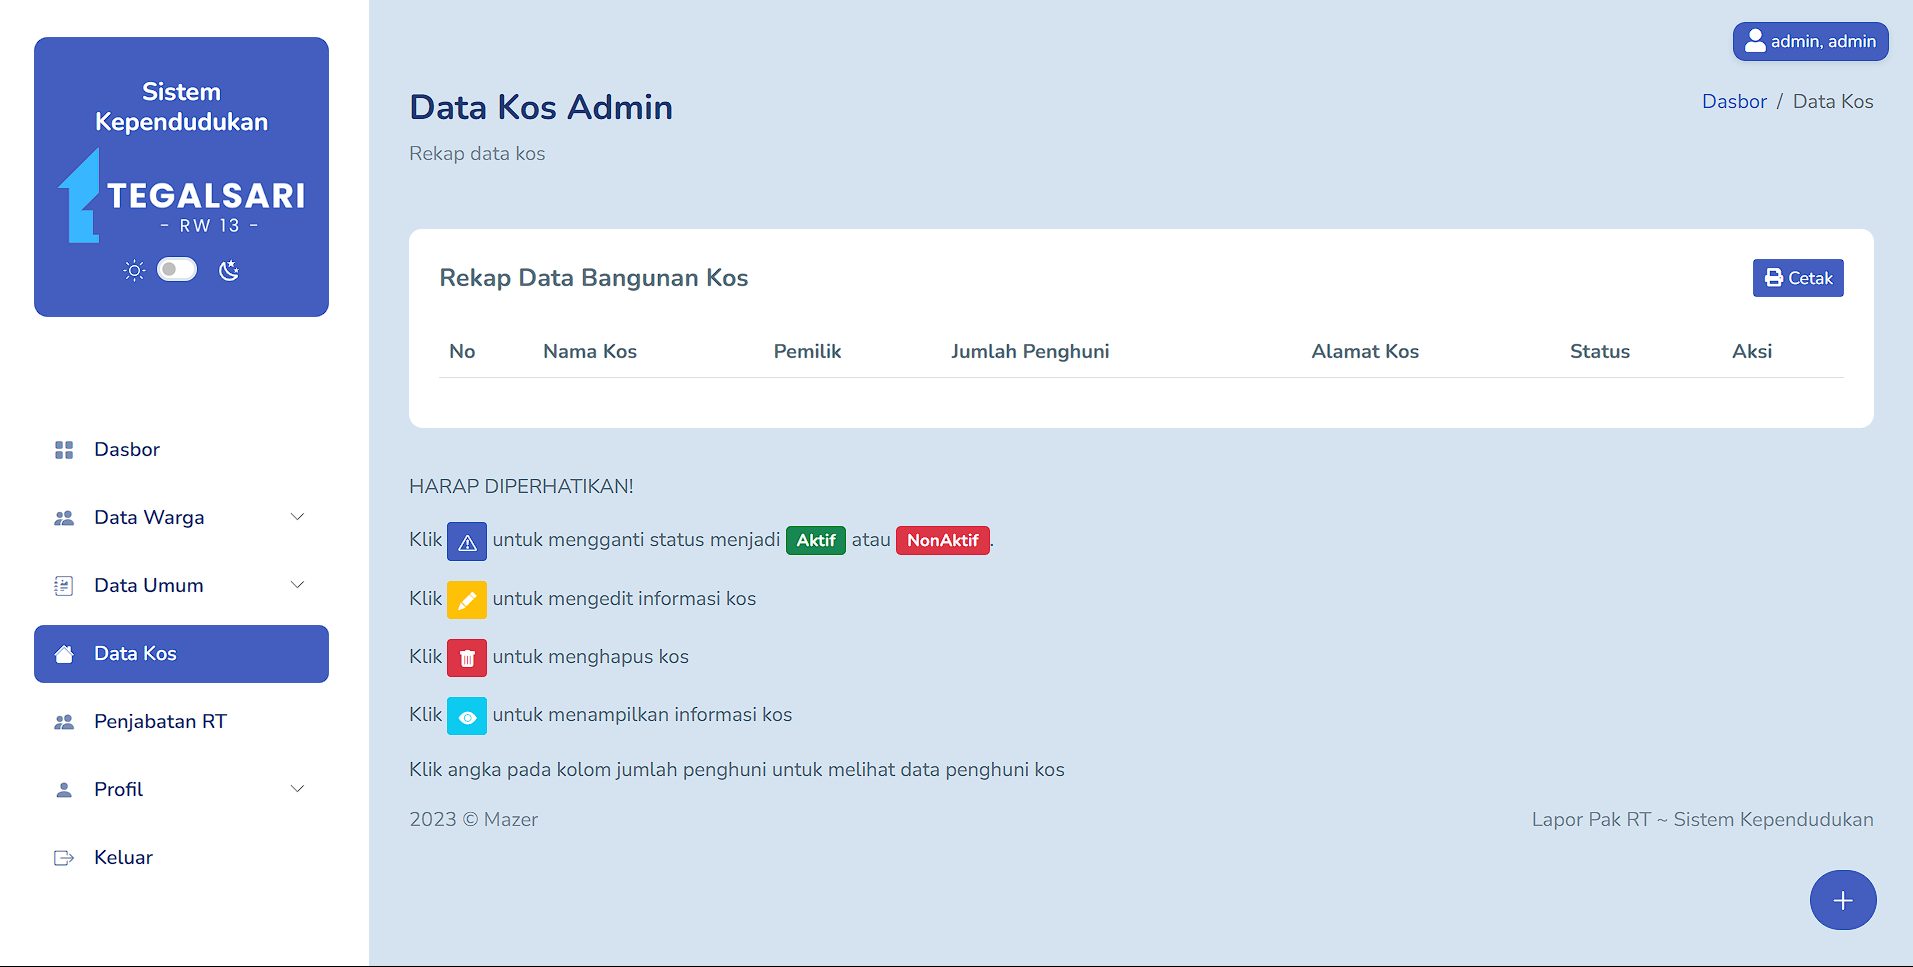 Sistem
Kependudukan
TEGALSARI
- RW 13 -
Dasbor
Data Warga
Data Umum
Data Kos
Penjabatan RT
Profil
Keluar
admin, admin
Data Kos Admin
Dasbor / Data Kos
Rekap data kos
Rekap Data Bangunan Kos
Cetak
No Nama Kos Pemilik Jumlah Penghuni Alamat Kos Status Aksi
HARAP DIPERHATIKAN!
Klik untuk mengganti status menjadi Aktif atau NonAktif.
Klik untuk mengedit informasi kos
Klik untuk menghapus kos
Klik untuk menampilkan informasi kos
Klik angka pada kolom jumlah penghuni untuk melihat data penghuni kos
2023 © Mazer
Lapor Pak RT ~ Sistem Kependudukan